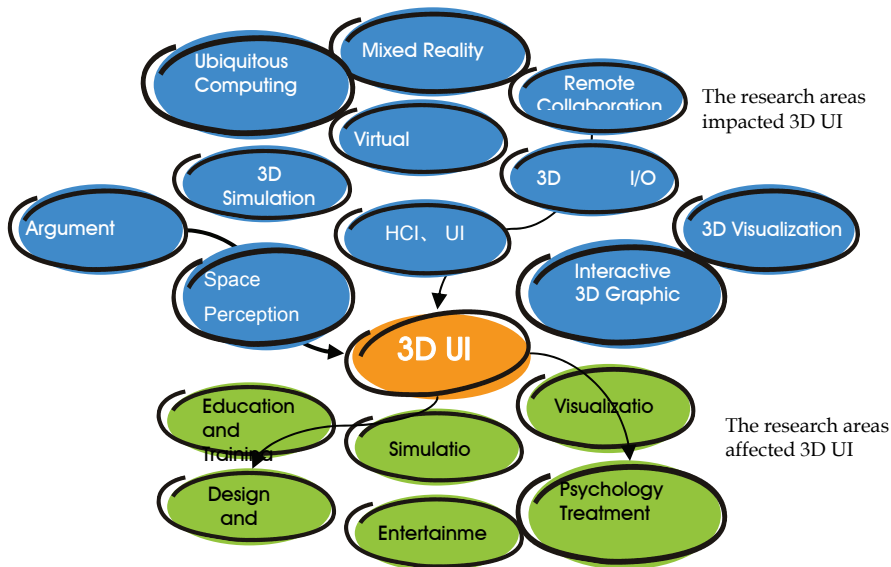 Mixed Reality
Ubiquitous
Computing
Remote
Collaboration
The research areas
impacted 3D UI
Virtual
3D
Simulation
3D I/O
Argument
HCI、 UI
3D Visualization
Space
Perception
Interactive
3D Graphic
3D UI
Education
and
Training
Visualizatio
The research areas
affected 3D UI
Simulatio
Design
and
Psychology
Treatment
Entertainme